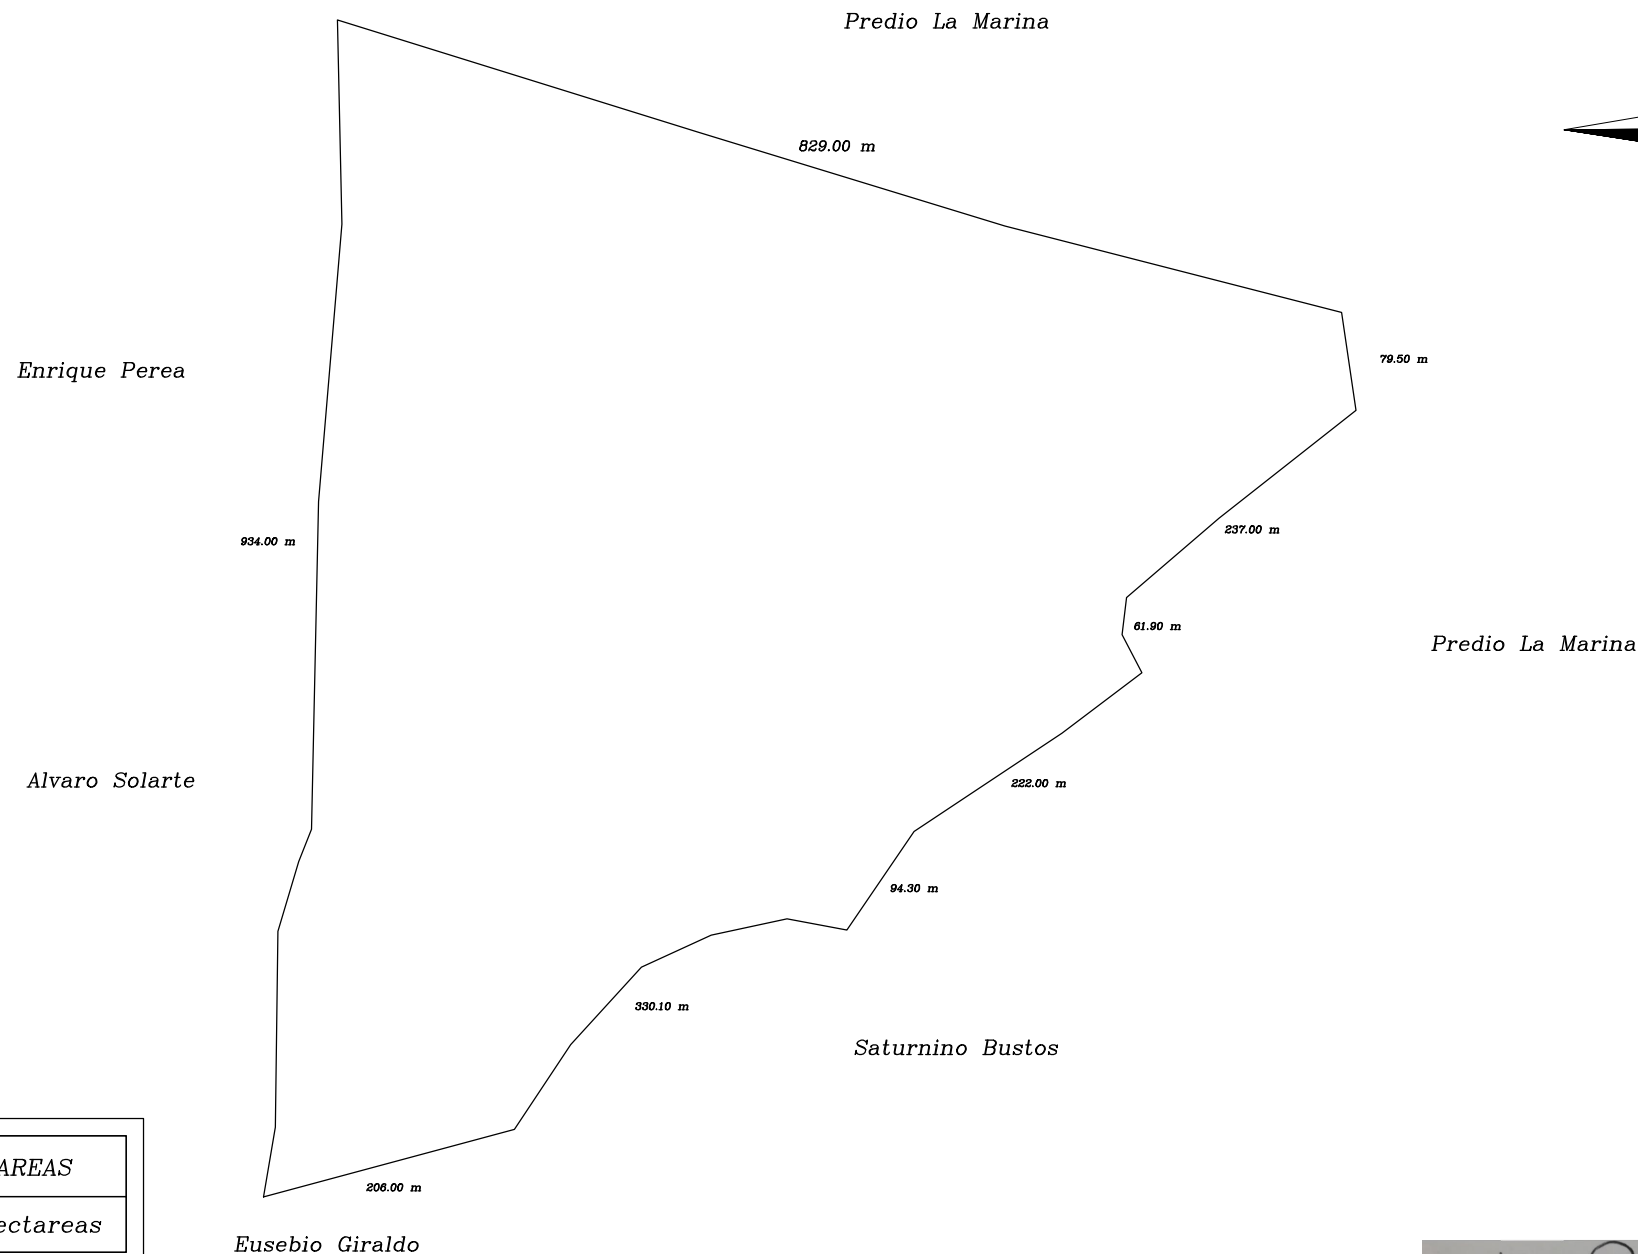 Predio La Marina
829.00 m
79.50 m
Enrique Perea
237.00 m
934.00 m
61.90 m
Predio La Marina
Alvaro Solarte
222.00 m
94.30 m
330.10 m
Saturnino Bustos
AREAS
206.00 m
ectareas
Eusebio Giraldo